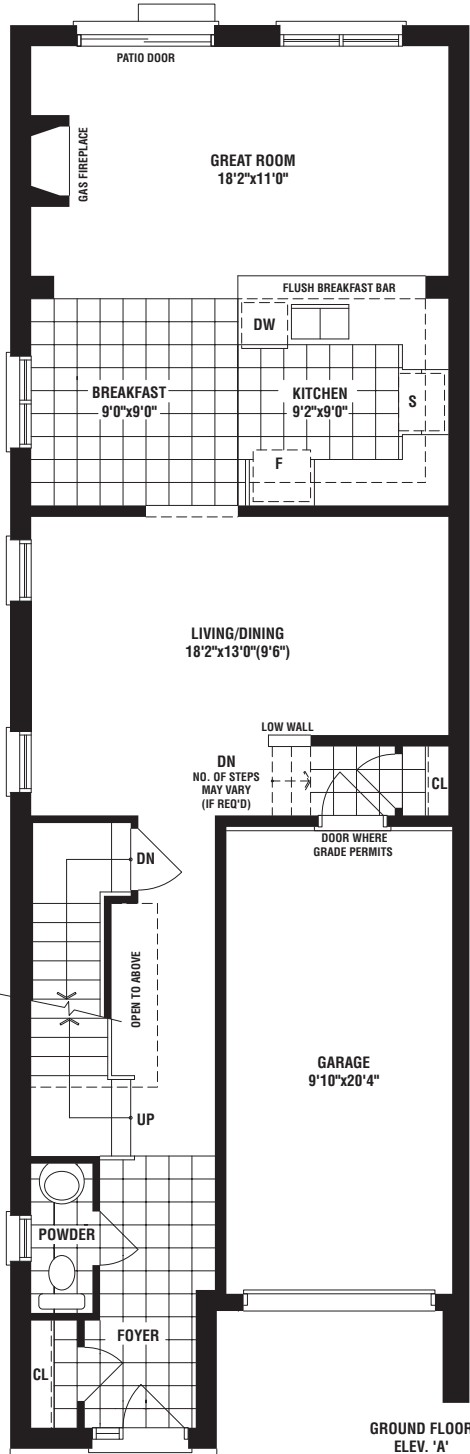 PATIO DOOR
GAS FIREPLACE
GREAT ROOM
18'2"x11'0"
FLUSH BREAKFAST BAR
DW
BREAKFAST
9'0"x9'0"
KITCHEN
9'2"x9'0"
S
F
LIVING/DINING
18'2"x13'0"(9'6")
LOW WALL
DN
NO. OF STEPS
MAY VARY
(IF REQ'D)
CL
DOOR WHERE
GRADE PERMITS
DN
OPEN TO ABOVE
GARAGE
9'10"x20'4"
UP
POWDER
FOYER
CL
GROUND FLOOR
ELEV. 'A'